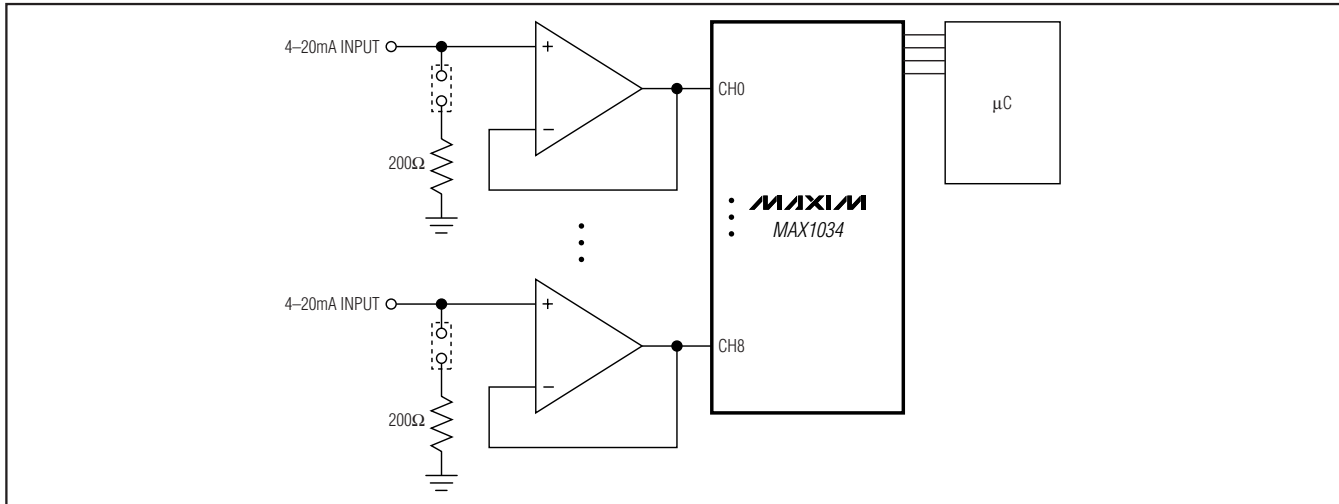 4–20mA INPUT
+
−
200Ω
CH0
MAXIM
MAX1034
μC
4–20mA INPUT
+
−
200Ω
CH8